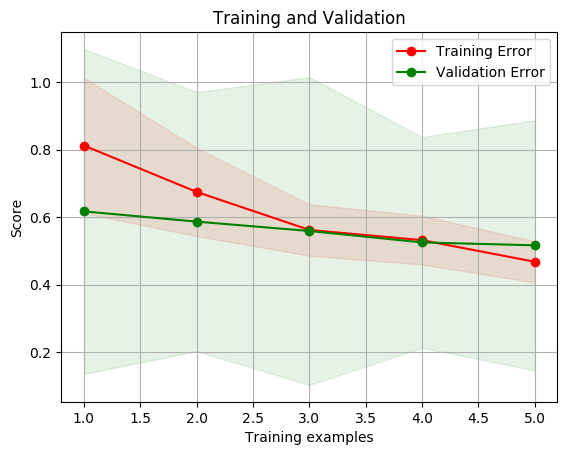 Training and Validation
Training Error
Validation Error
Score
1.0
0.8
0.6
0.4
0.2
1.0 1.5 2.0 2.5 3.0 3.5 4.0 4.5 5.0
Training examples